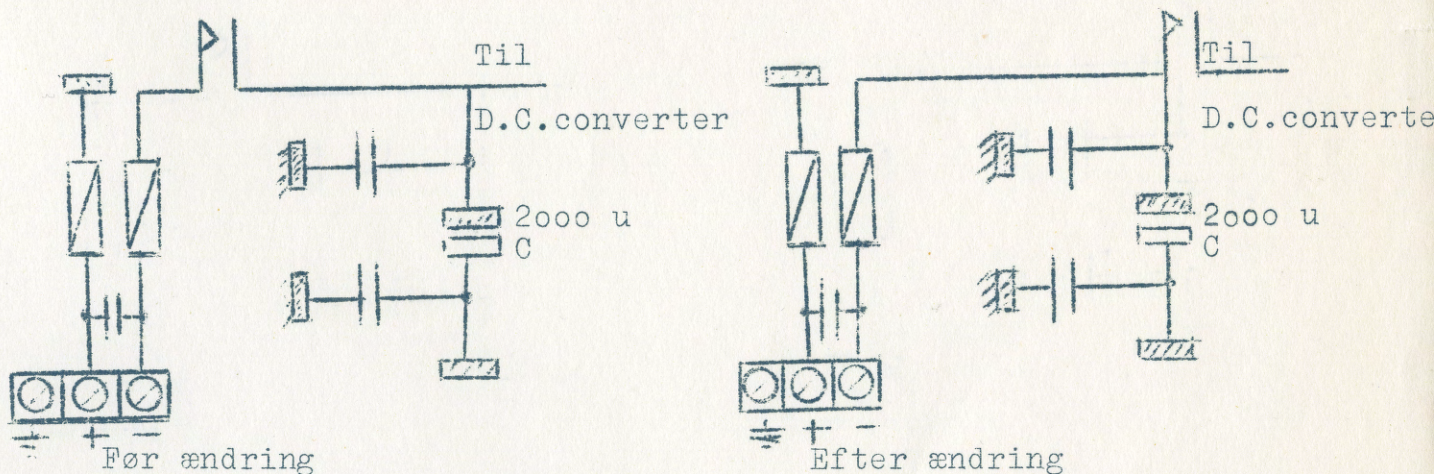 Til
D.C.converter
2ooo u
C
+ -
Før ændring
Til
D.C.converte
2ooo u
C
+ -
Efter ændring